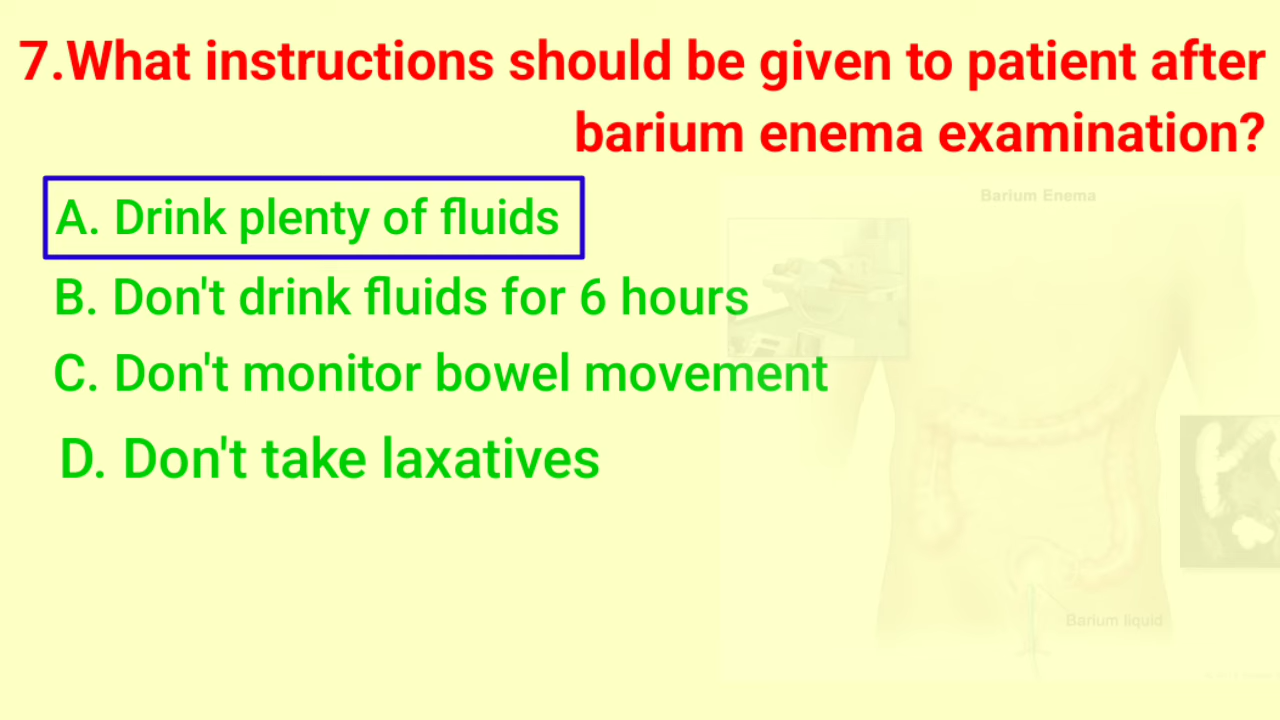 7.What instructions should be given to patient after
barium enema examination?
Barium Enema
A. Drink plenty of fluids
B. Don't drink fluids for 6 hours
C. Don't monitor bowel movement
D. Don't take laxatives
Barium liquid